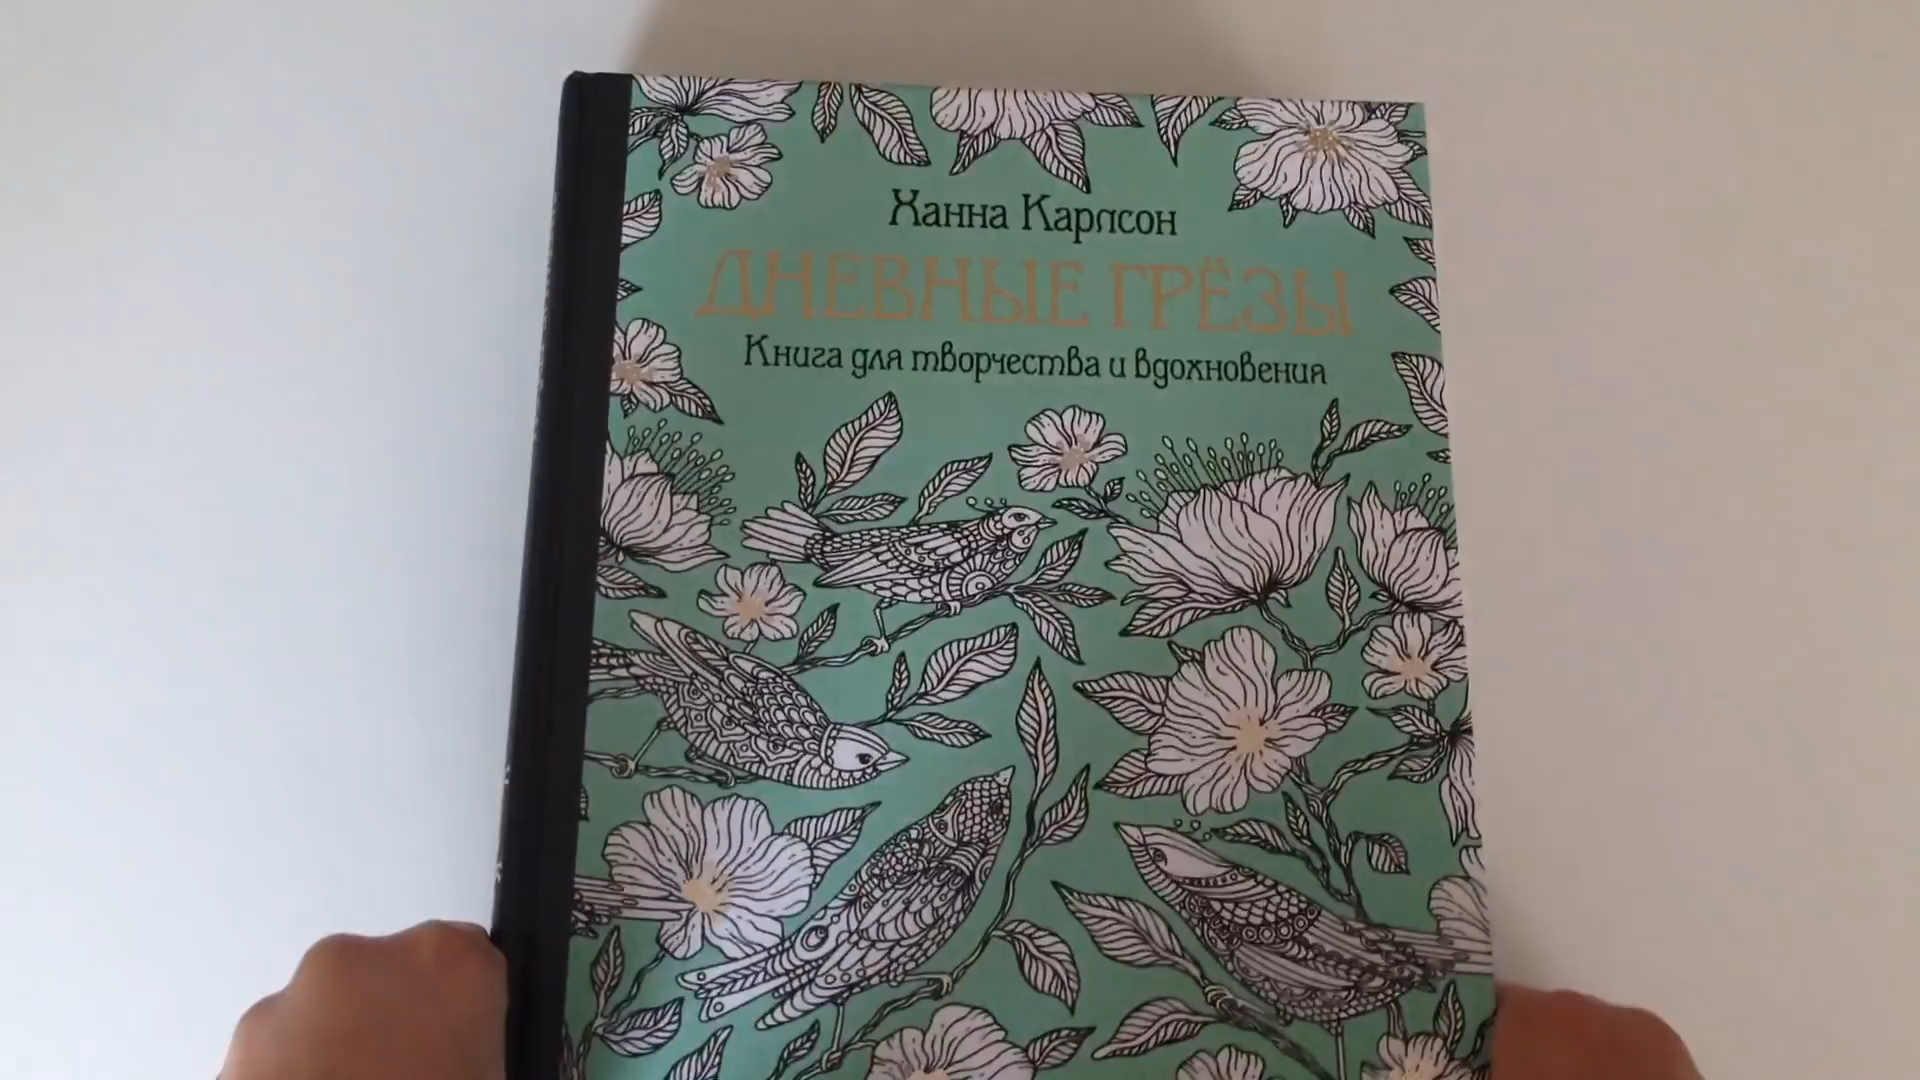 Ханна Карлсон
ДНЕВНЫЕ ГРЁЗЫ
Книга для творчества и вдохновения